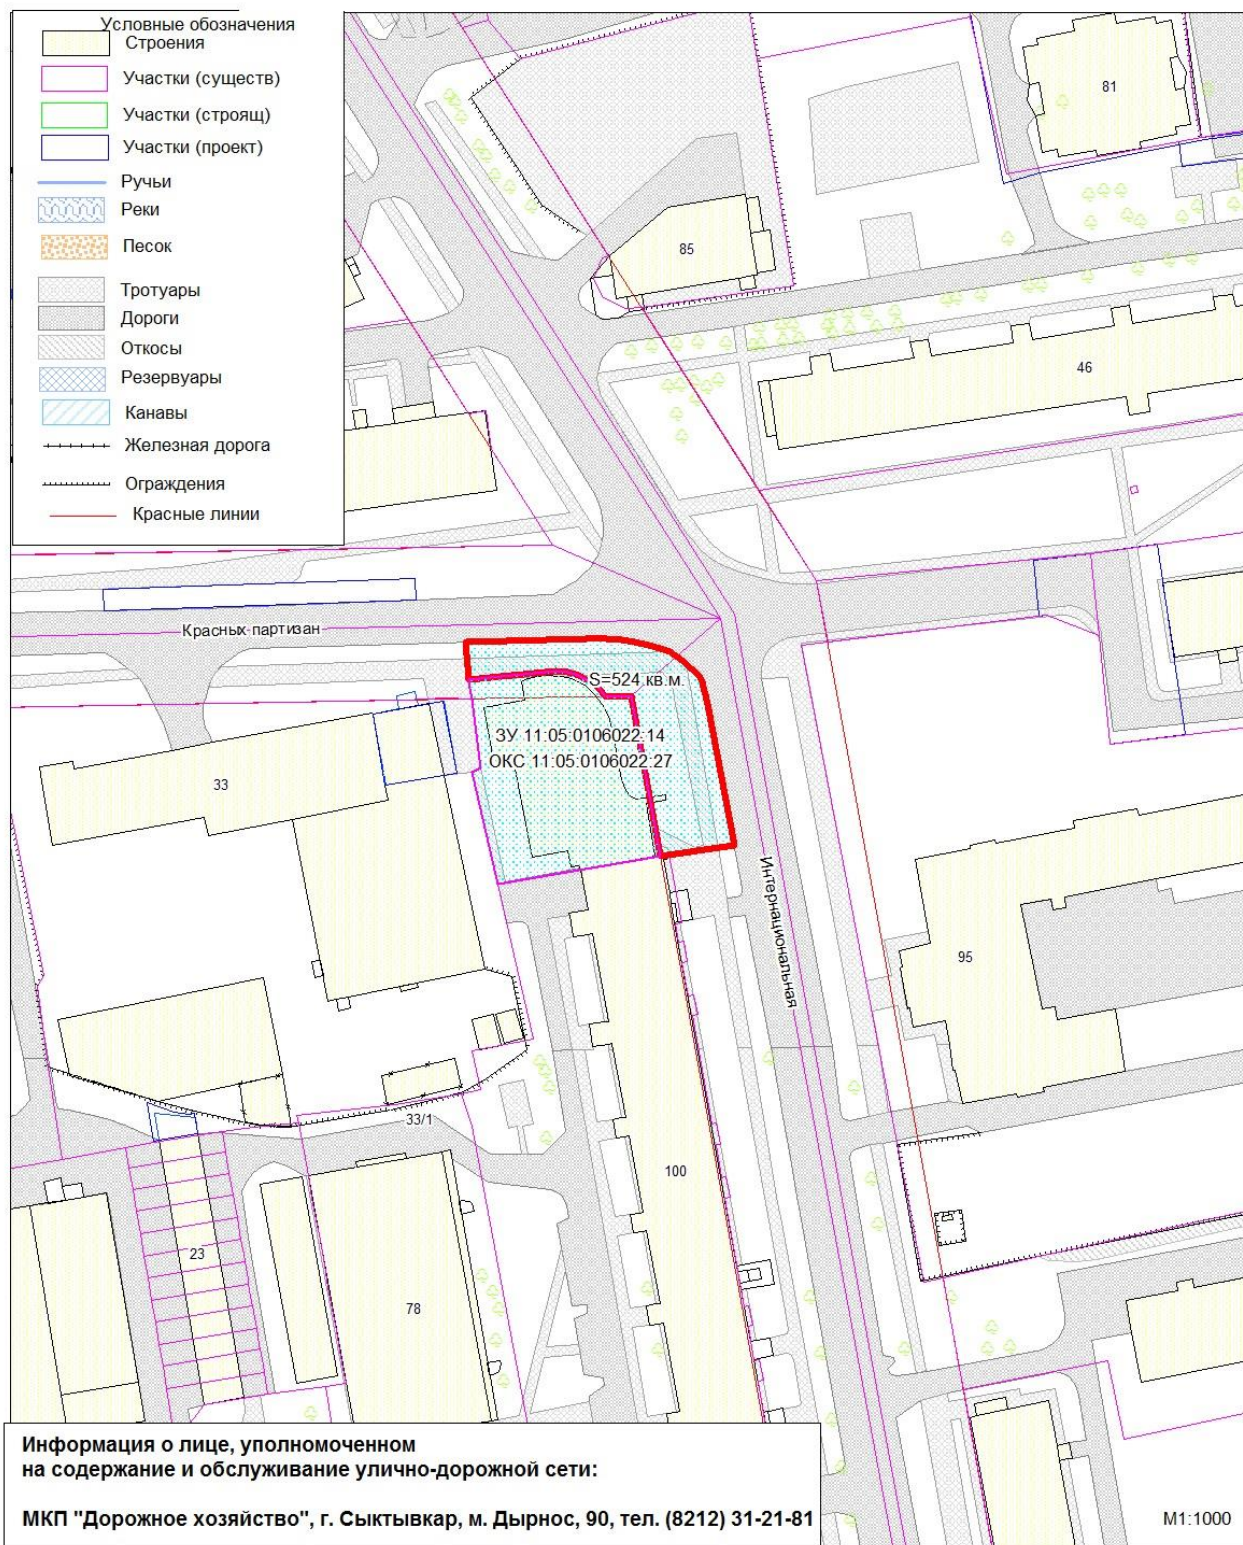 Условные обозначения
Строения
Участки (существ)
Участки (строящ)
Участки (проект)
Ручьи
Реки
Песок
Тротуары
Дороги
Откосы
Резервуары
Канавы
Железная дорога
Ограждения
Красные линии
81
85
46
Красных партизан
S=524 кв.м.
ЗУ 11:05:0106022:14
ОКС 11:05:0106022:27
33
Интернациональная
95
33/1
100
23
78
Информация о лице, уполномоченном
на содержание и обслуживание улично-дорожной сети:
МКП "Дорожное хозяйство", г. Сыктывкар, м. Дырнос, 90, тел. (8212) 31-21-81
М1:1000